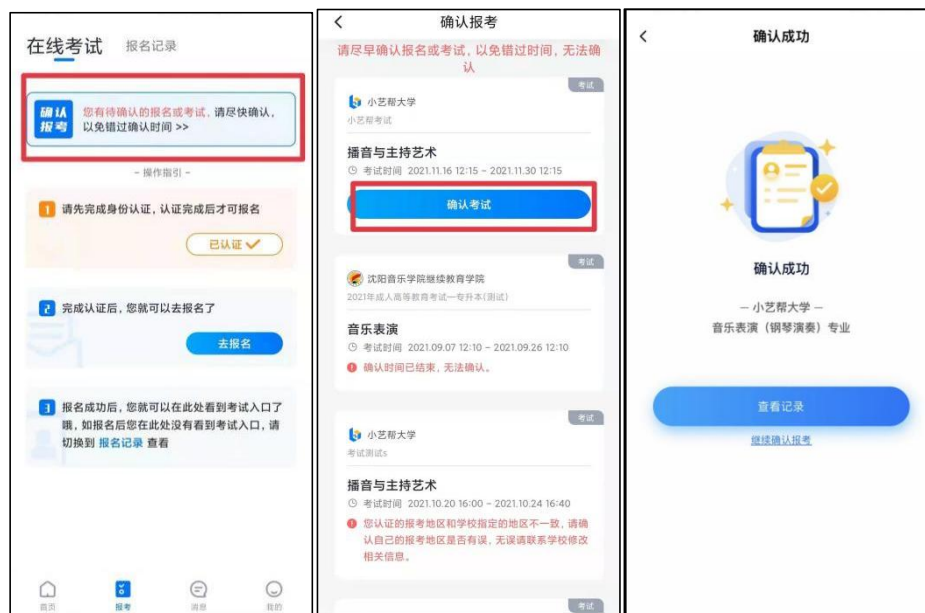 在线考试 报名记录
确认
报考
您有待确认的报名或考试，请尽快确认，
以免错过确认时间 >>
- 操作指引 -
1 请先完成身份认证，认证完成后才可报名
已认证
2 完成认证后，您就可以去报名了
去报名
3 报名成功后，您就可以在此处看到考试入口了
哦，如报名后您在此处没有看到考试入口，请
切换到 报名记录 查看
首页 报考 消息 我的
确认报考
请尽早确认报名或考试，以免错过时间，无法确
认
考试
小艺帮大学
小艺帮考试
播音与主持艺术
考试时间 2021.11.16 12:15 - 2021.11.30 12:15
确认考试
考试
沈阳音乐学院继续教育学院
2021年成人高等教育考试一专升本(测试)
音乐表演
考试时间 2021.09.07 12:10 - 2021.09.26 12:10
确认时间已结束，无法确认。
考试
小艺帮大学
考试测试s
播音与主持艺术
考试时间 2021.10.20 16:00 - 2021.10.24 16:40
您认证的报考地区和学校指定的地区不一致，请确
认自己的报考地区是否有误，无误请联系学校修改
相关信息。
考试
确认成功
确认成功
— 小艺帮大学 —
音乐表演（钢琴演奏）专业
查看记录
继续确认报考